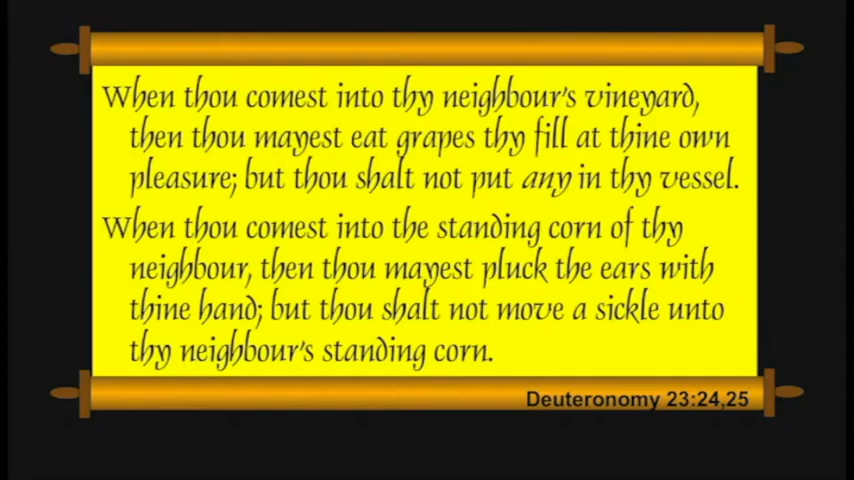 When thou comest into thy neighbour's vineyard,
then thou mayest eat grapes thy fill at thine own
pleasure; but thou shalt not put any in thy vessel.
When thou comest into the standing corn of thy
neighbour, then thou mayest pluck the ears with
thine hand; but thou shalt not move a sickle unto
thy neighbour's standing corn.
Deuteronomy 23:24,25